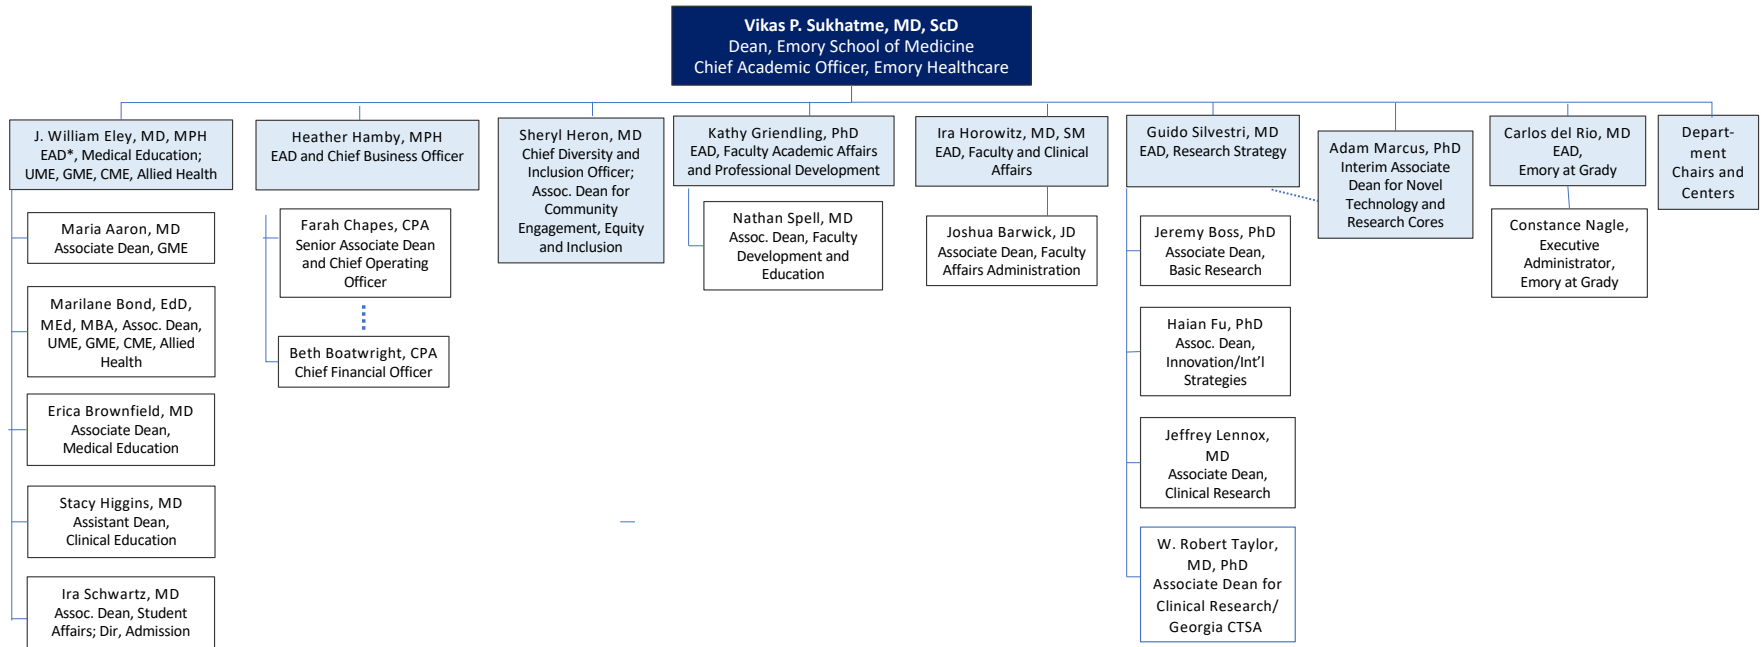 Vikas P. Sukhatme, MD, ScD
Dean, Emory School of Medicine
Chief Academic Officer, Emory Healthcare
J. William Eley, MD, MPH
EAD*, Medical Education;
UME, GME, CME, Allied Health
Maria Aaron, MD
Associate Dean, GME
Marilane Bond, EdD,
MEd, MBA, Assoc. Dean,
UME, GME, CME, Allied
Health
Erica Brownfield, MD
Associate Dean,
Medical Education
Stacy Higgins, MD
Assistant Dean,
Clinical Education
Ira Schwartz, MD
Assoc. Dean, Student
Affairs; Dir, Admission
Heather Hamby, MPH
EAD and Chief Business Officer
Farah Chapes, CPA
Senior Associate Dean
and Chief Operating
Officer
Beth Boatwright, CPA
Chief Financial Officer
Sheryl Heron, MD
Chief Diversity and
Inclusion Officer;
Assoc. Dean for
Community
Engagement, Equity
and Inclusion
Kathy Griendling, PhD
EAD, Faculty Academic Affairs
and Professional Development
Nathan Spell, MD
Assoc. Dean, Faculty
Development and
Education
Ira Horowitz, MD, SM
EAD, Faculty and Clinical
Affairs
Joshua Barwick, JD
Associate Dean, Faculty
Affairs Administration
Guido Silvestri, MD
EAD, Research Strategy
Jeremy Boss, PhD
Associate Dean,
Basic Research
Haian Fu, PhD
Assoc. Dean,
Innovation/Int'l
Strategies
Jeffrey Lennox,
MD
Associate Dean,
Clinical Research
W. Robert Taylor,
MD, PhD
Associate Dean for
Clinical Research/
Georgia CTSA
Adam Marcus, PhD
Interim Associate
Dean for Novel
Technology and
Research Cores
Carlos del Rio, MD
EAD,
Emory at Grady
Constance Nagle,
Executive
Administrator,
Emory at Grady
Depart-
ment
Chairs and
Centers